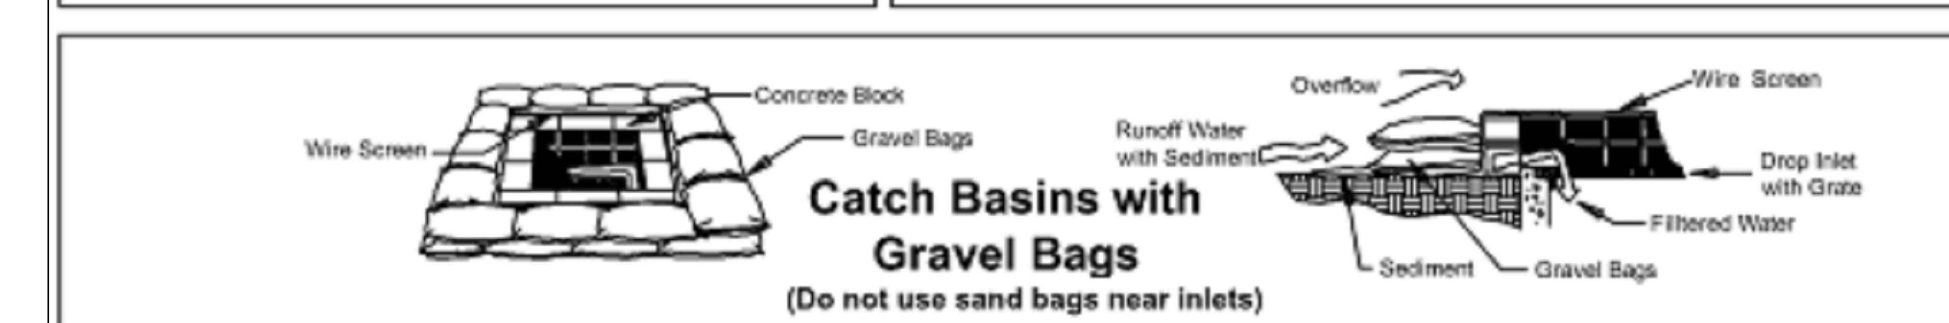 Concrete Block
Wire Screen
Gravel Bags
Catch Basins with
Gravel Bags
(Do not use sand bags near inlets)
Overflow
Wire Screen
Runoff Water
with Sediment
Drop Inlet
with Grate
Filtered Water
Sediment
Gravel Bags